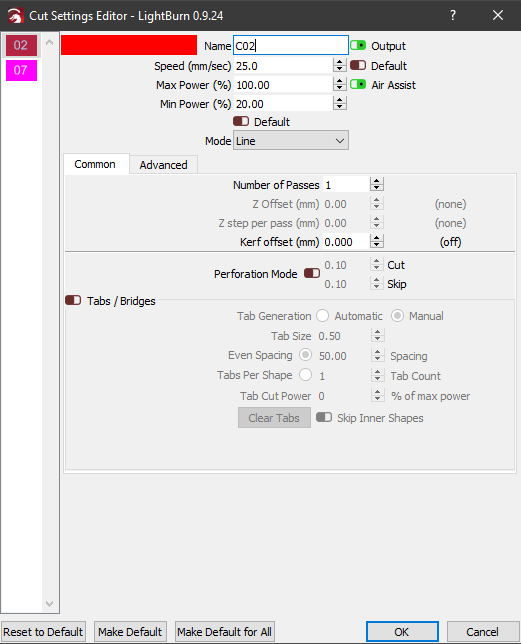 Cut Settings Editor - LightBurn 0.9.24 ?
02
07
Name C02 Output
Speed (mm/sec) 25.0 Default
Max Power (%) 100.00 Air Assist
Min Power (%) 20.00
Default
Mode Line
Common Advanced
Number of Passes 1
Z Offset (mm) 0.00 (none)
Z step per pass (mm) 0.00 (none)
Kerf offset (mm) 0.000 (off)
Perforation Mode 0.10 Cut
0.10 Skip
Tabs / Bridges
Tab Generation Automatic Manual
Tab Size 0.50
Even Spacing 50.00 Spacing
Tabs Per Shape 1 Tab Count
Tab Cut Power 0 % of max power
Clear Tabs Skip Inner Shapes
Reset to Default Make Default Make Default for All OK Cancel